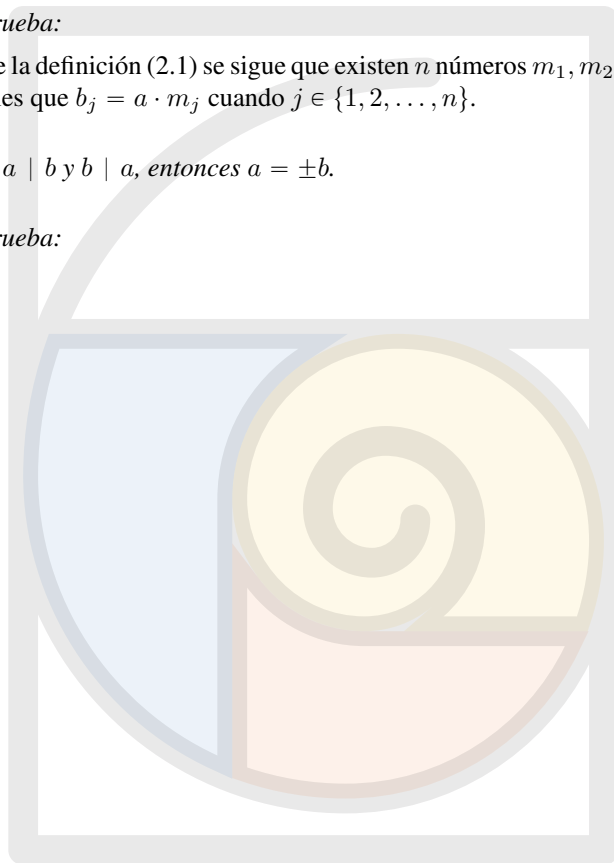 rueba:
e la definición (2.1) se sigue que existen n números m₁, m₂
les que bⱼ = a · mⱼ cuando j ∈ {1, 2, . . . , n}.
a | b y b | a, entonces a = ±b.
rueba: